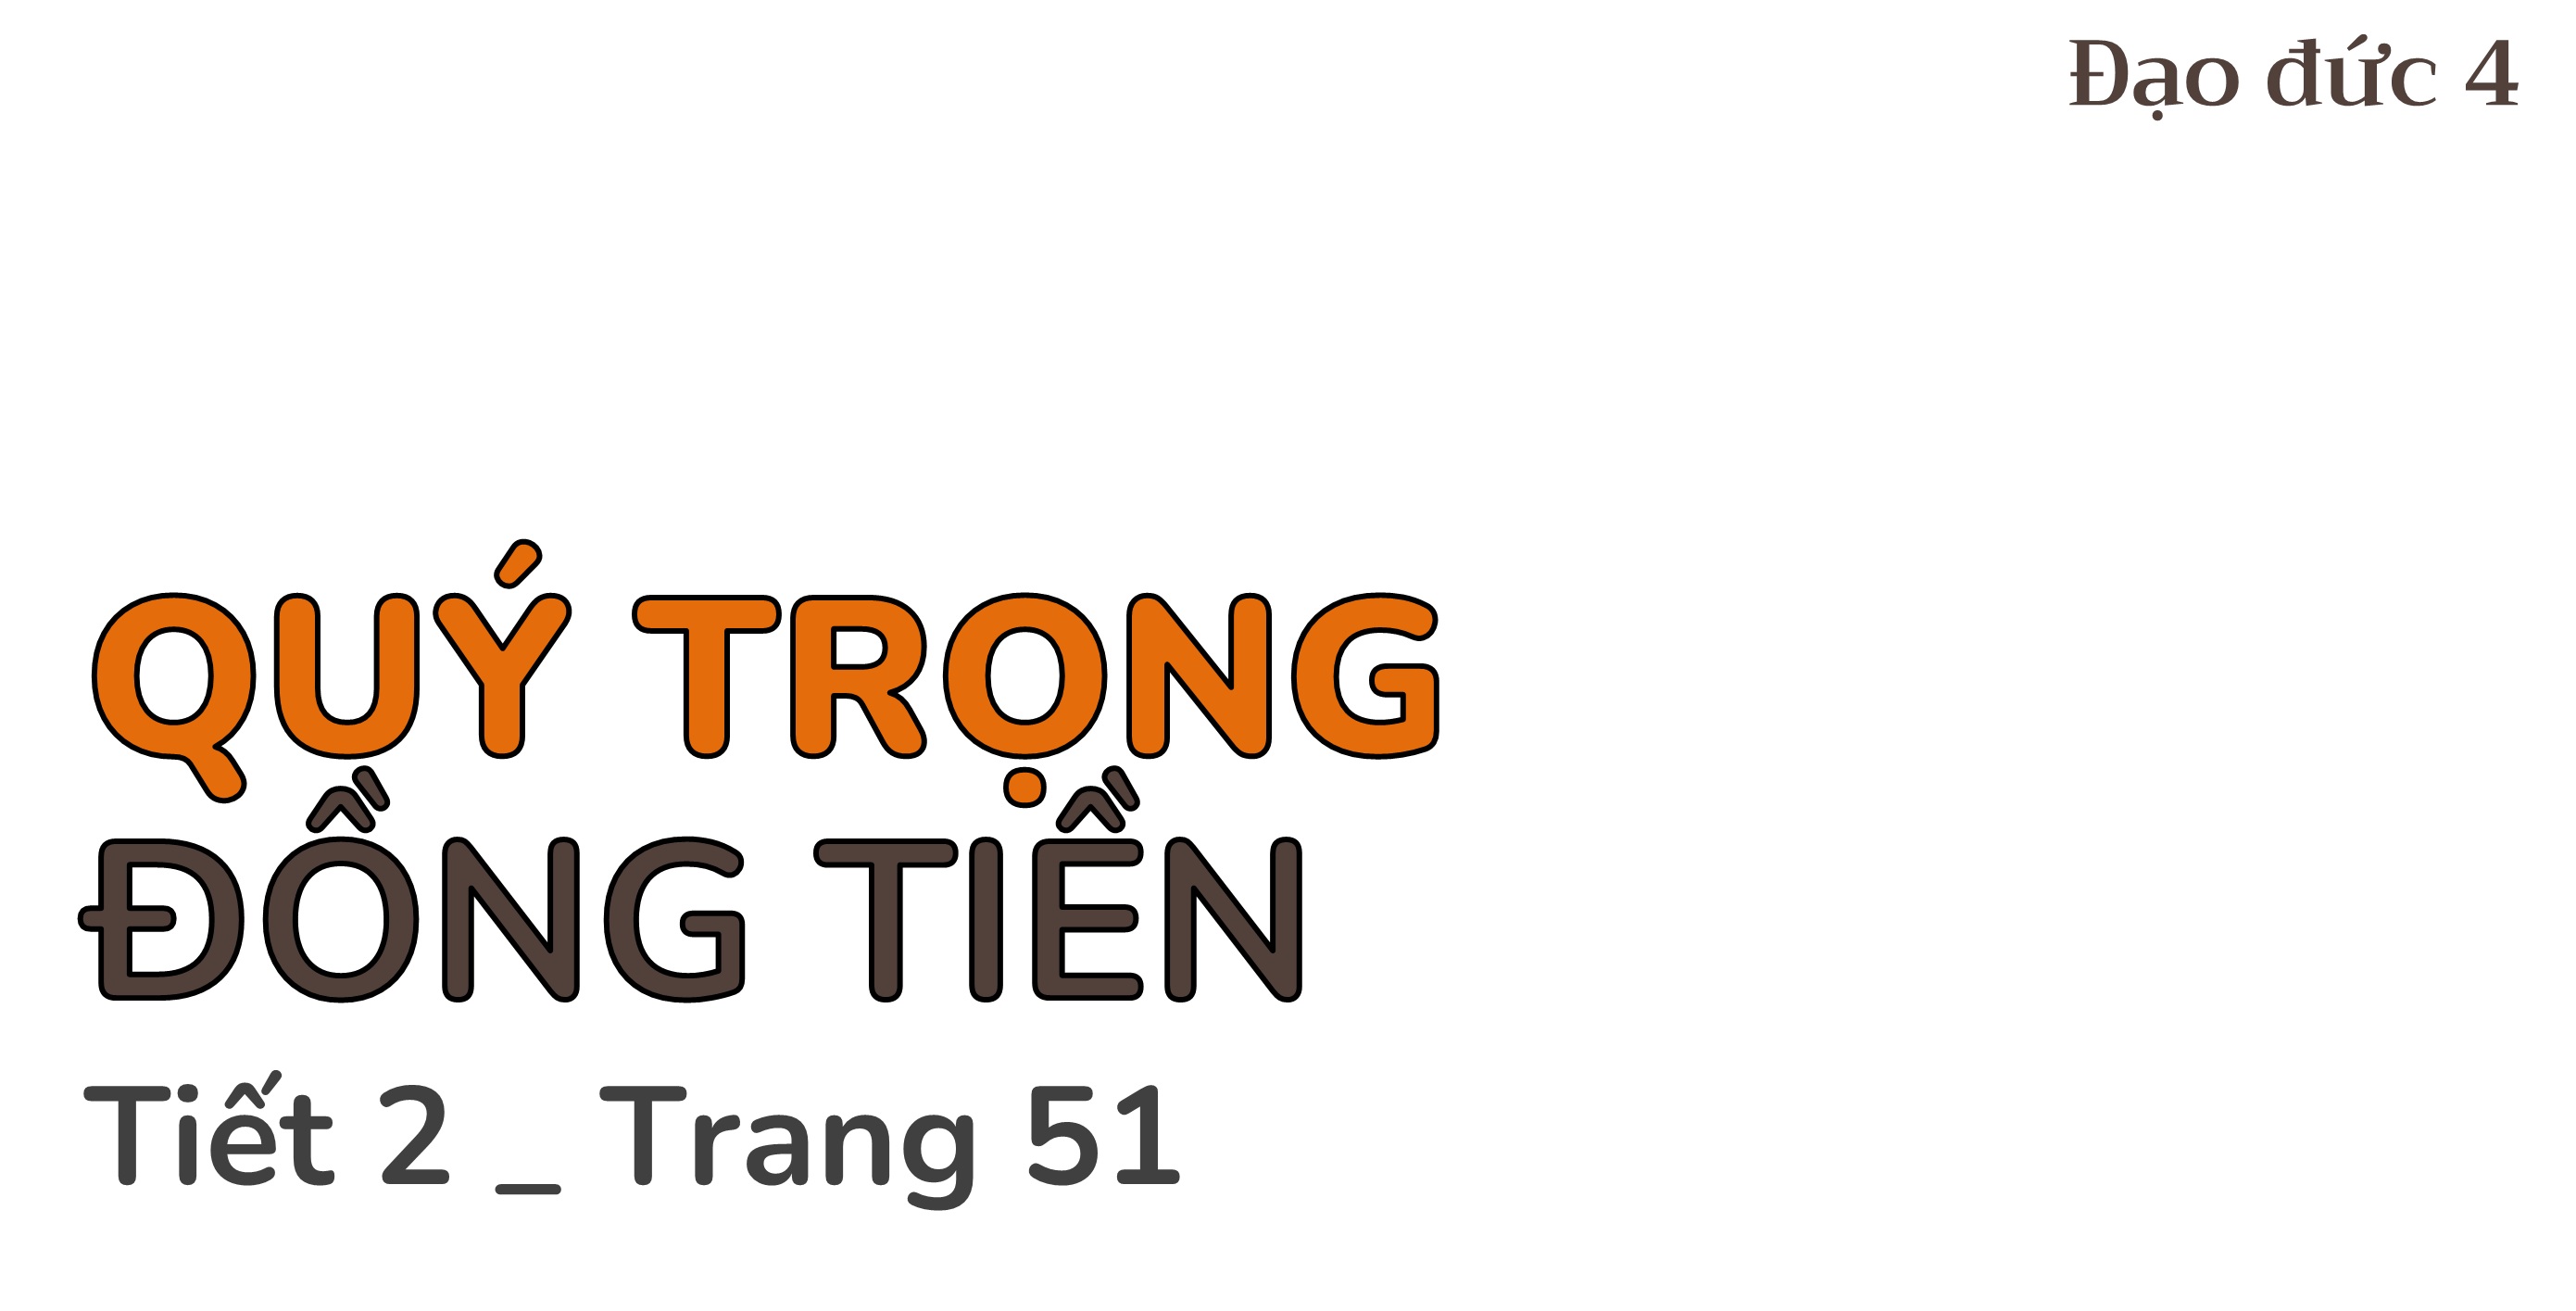 Đạo đức 4
QUÝ TRỌNG
ĐỒNG TIỀN
Tiết 2 _ Trang 51